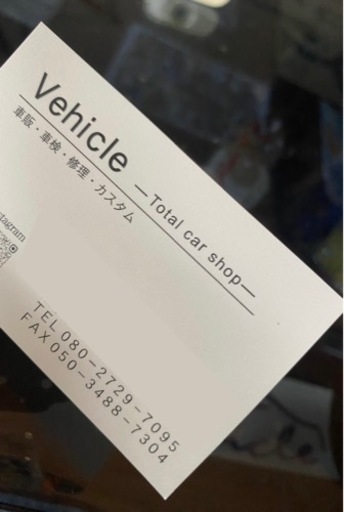 Vehicle —Total car shop—
車販・車検・修理・カスタム
stagram
TEL 080-2729-7095
FAX 050-3488-7304